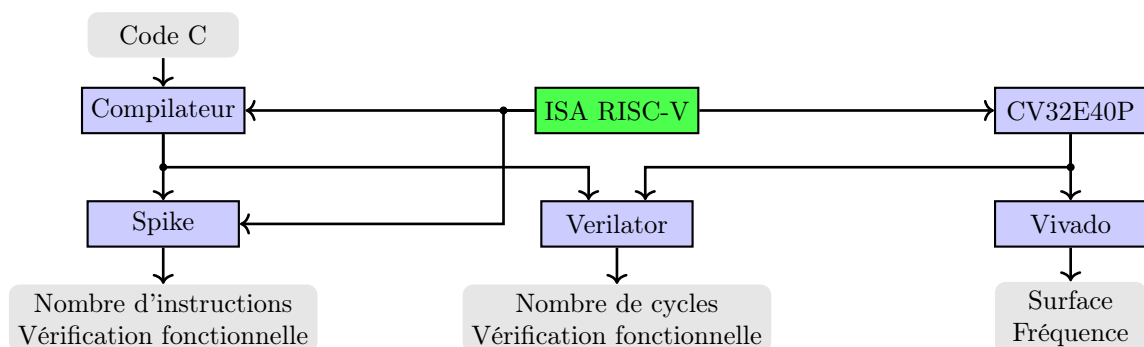 Code C
Compilateur
ISA RISC-V
CV32E40P
Spike
Verilator
Vivado
Nombre d'instructions
Vérification fonctionnelle
Nombre de cycles
Vérification fonctionnelle
Surface
Fréquence